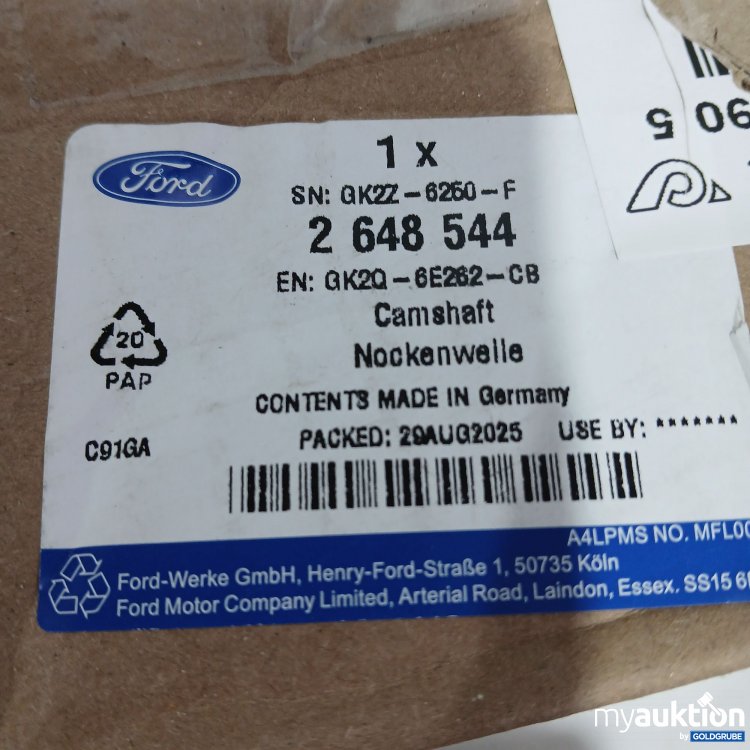 90 5
Ford
1 x
SN: GK2Z-6250-F
2 648 544
EN: GK2Q-6E262-CB
Camshaft
Nockenwelle
20
PAP
CONTENTS MADE IN Germany
C91GA
PACKED: 29AUG2025 USE BY: *******
A4LPMS NO.
Ford-Werke GmbH, Henry-Ford-Straße 1, 50735 Köln
Ford Motor Company Limited, Arterial Road, Laindon, Essex. SS15
myauktion
by GOLDGRUBE